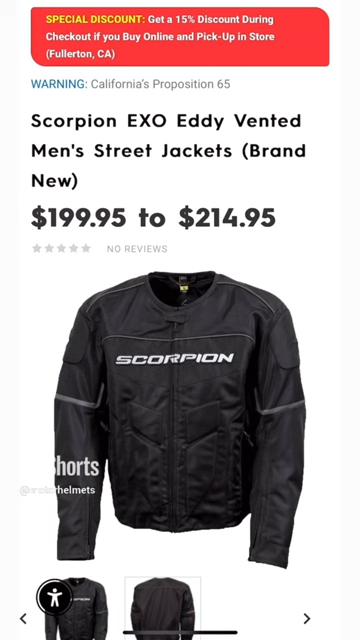 SPECIAL DISCOUNT: Get a 15% Discount During
Checkout if you Buy Online and Pick-Up in Store
(Fullerton, CA)
WARNING: California's Proposition 65
Scorpion EXO Eddy Vented
Men's Street Jackets (Brand
New)
$199.95 to $214.95
NO REVIEWS
SCORPION
Shorts
SCORPION